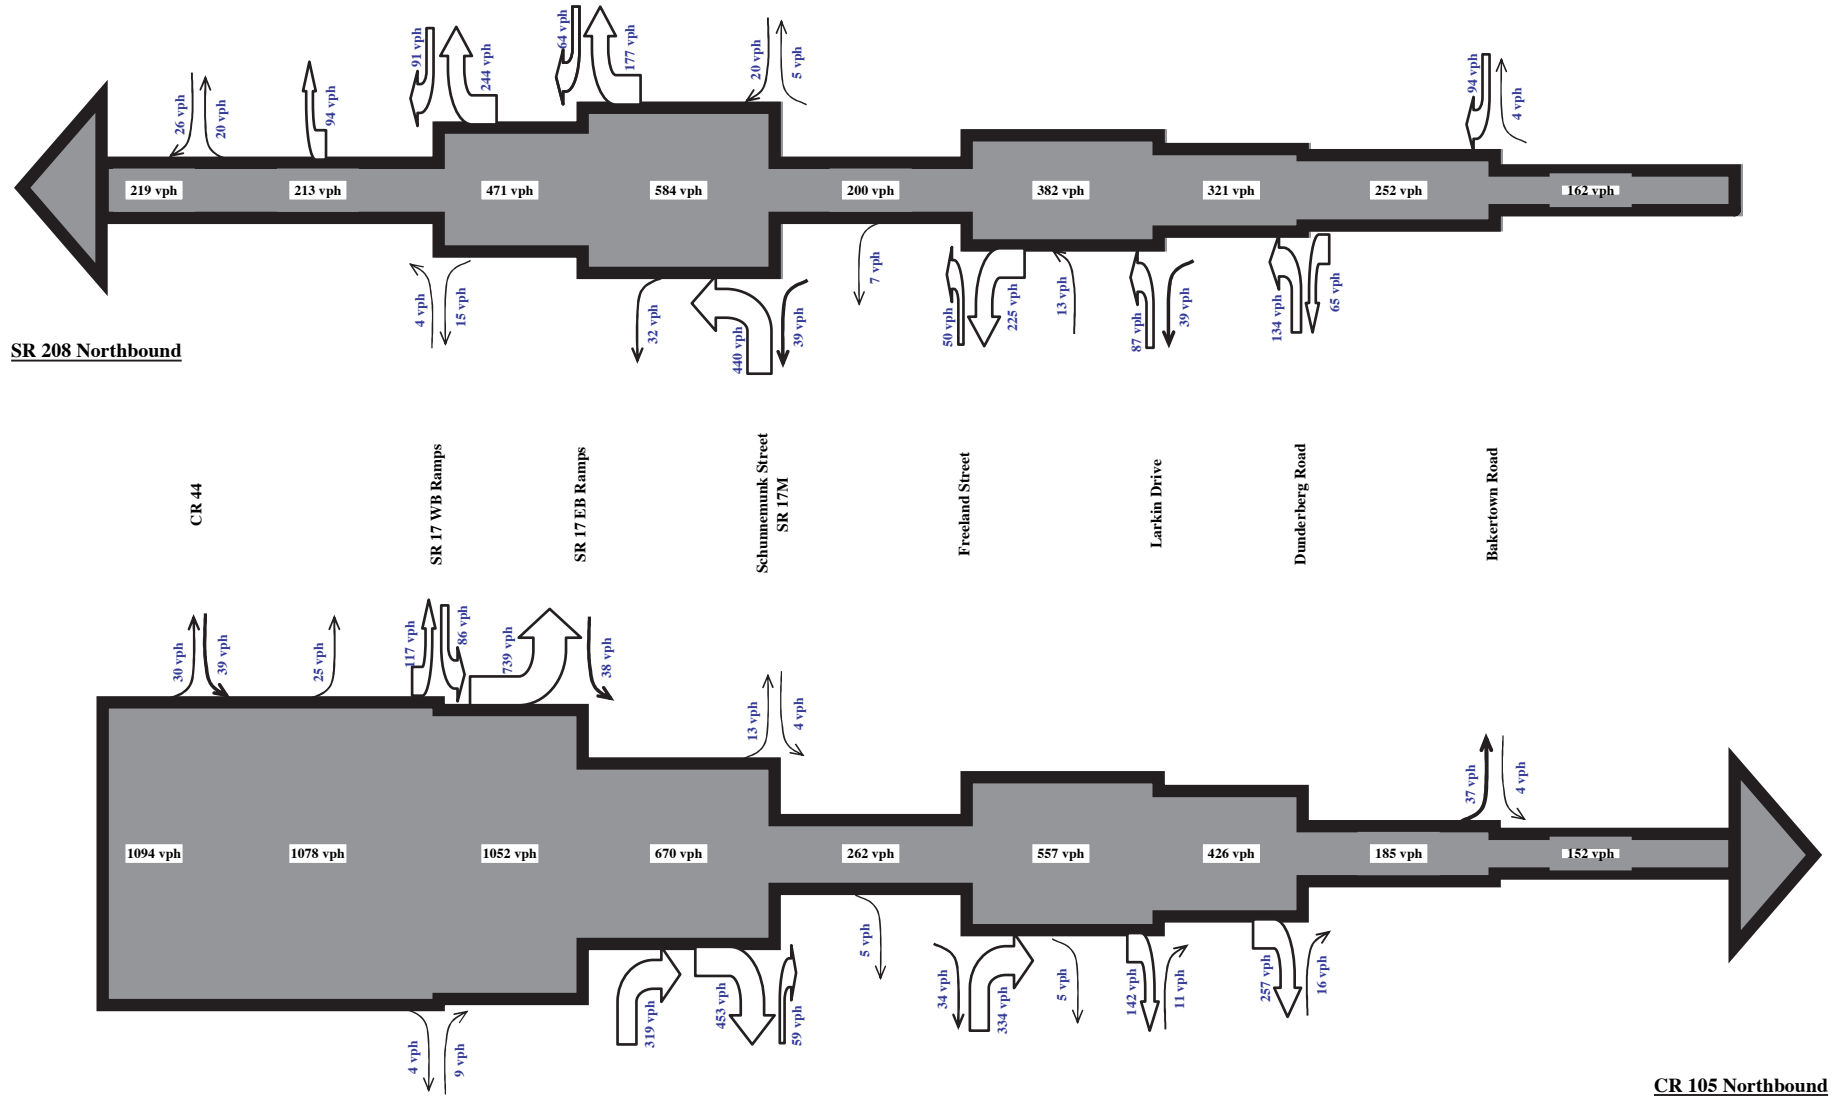 64 vph
177 vph
91 vph
244 vph
20 vph
5 vph
26 vph
20 vph
94 vph
94 vph
4 vph
219 vph
213 vph
471 vph
584 vph
200 vph
382 vph
321 vph
252 vph
162 vph
4 vph
15 vph
32 vph
440 vph
39 vph
7 vph
50 vph
225 vph
13 vph
87 vph
39 vph
134 vph
65 vph
SR 208 Northbound
CR 44
SR 17 WB Ramps
SR 17 EB Ramps
Schunnemunk Street
SR 17M
Freeland Street
Larkin Drive
Dunderberg Road
Bakertown Road
30 vph
39 vph
25 vph
117 vph
86 vph
739 vph
38 vph
13 vph
4 vph
37 vph
4 vph
1094 vph
1078 vph
1052 vph
670 vph
262 vph
557 vph
426 vph
185 vph
152 vph
4 vph
9 vph
319 vph
453 vph
59 vph
5 vph
34 vph
334 vph
5 vph
142 vph
11 vph
257 vph
16 vph
CR 105 Northbound